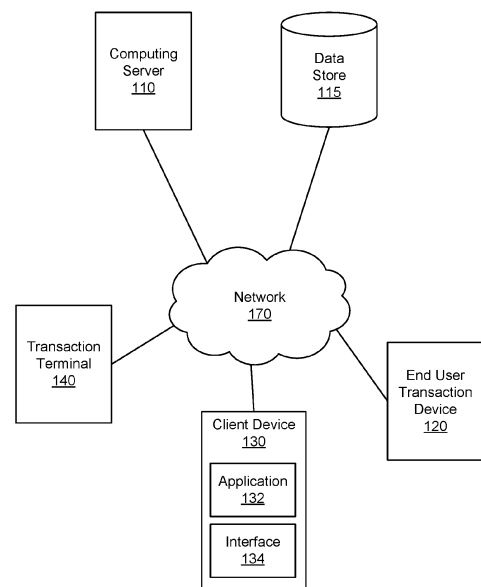 Computing
Server
110
Data
Store
115
Network
170
Transaction
Terminal
140
End User
Transaction
Device
120
Client Device
130
Application
132
Interface
134